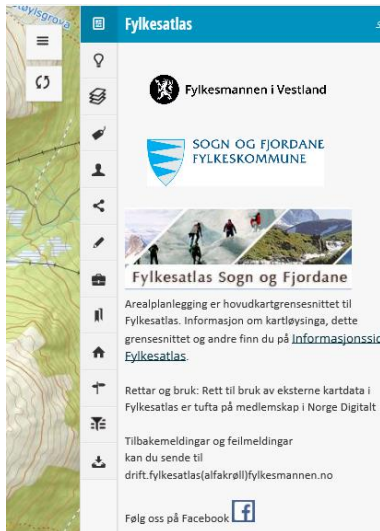 Støylsgrova
Fylkesatlas
Fylkesmannen i Vestland
SOGN OG FJORDANE
FYLKESKOMMUNE
Fylkesatlas Sogn og Fjordane
Arealplanlegging er hovudkartgrensesnittet til
Fylkesatlas. Informasjon om kartløysinga, dette
grensesnittet og andre finn du på Informasjonssid
Fylkesatlas.
Rettar og bruk: Rett til bruk av eksterne kartdata i
Fylkesatlas er tufta på medlemskap i Norge Digitalt
Tilbakemeldingar og feilmeldingar
kan du sende til
drift.fylkesatlas(alfakrøll)fylkesmannen.no
Følg oss på Facebook